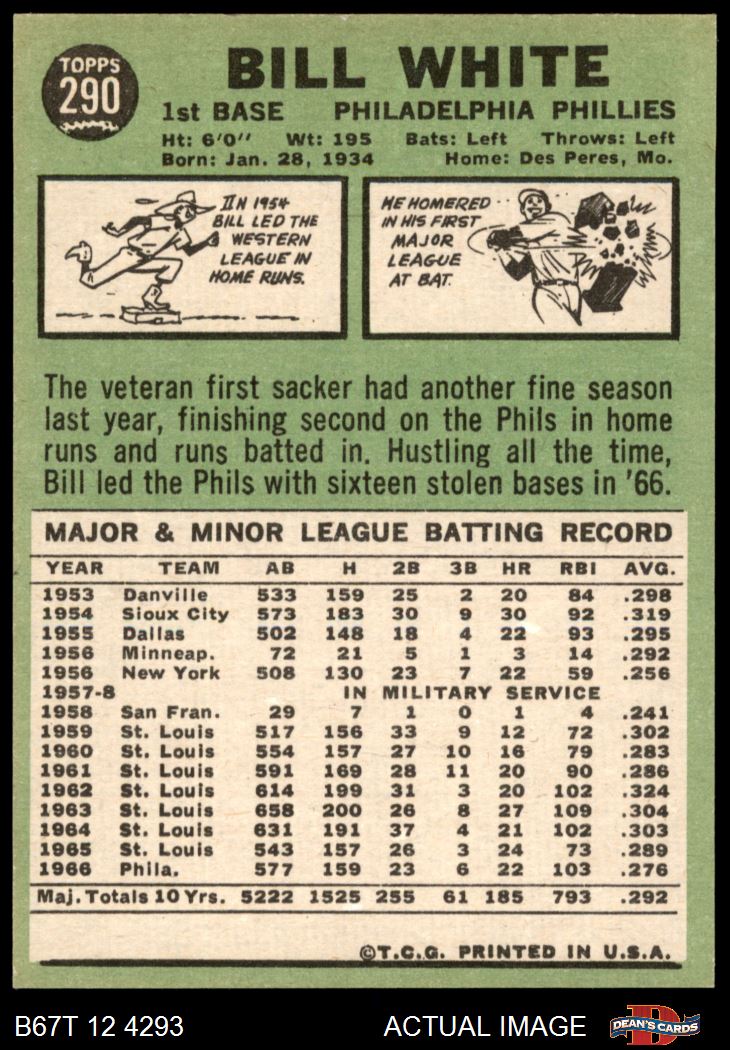 TOPPS
290
BILL WHITE
1st BASE PHILADELPHIA PHILLIES
Ht: 6'0" Wt: 195 Bats: Left Throws: Left
Born: Jan. 28, 1934 Home: Des Peres, Mo.
IN 1954
BILL LED THE
WESTERN
LEAGUE IN
HOME RUNS.
HE HOMERED
IN HIS FIRST
MAJOR
LEAGUE
AT BAT.
The veteran first sacker had another fine season
last year, finishing second on the Phils in home
runs and runs batted in. Hustling all the time,
Bill led the Phils with sixteen stolen bases in '66.
MAJOR & MINOR LEAGUE BATTING RECORD
YEAR TEAM AB H 2B 3B HR RBI AVG.
1953 Danville 533 159 25 2 20 84 .298
1954 Sioux City 573 183 30 9 30 92 .319
1955 Dallas 502 148 18 4 22 93 .295
1956 Minneap. 72 21 5 1 3 14 .292
1956 New York 508 130 23 7 22 59 .256
1957-8 IN MILITARY SERVICE
1958 San Fran. 29 7 1 0 1 4 .241
1959 St. Louis 517 156 33 9 12 72 .302
1960 St. Louis 554 157 27 10 16 79 .283
1961 St. Louis 591 169 28 11 20 90 .286
1962 St. Louis 614 199 31 3 20 102 .324
1963 St. Louis 658 200 26 8 27 109 .304
1964 St. Louis 631 191 37 4 21 102 .303
1965 St. Louis 543 157 26 3 24 73 .289
1966 Phila. 577 159 23 6 22 103 .276
Maj. Totals 10 Yrs. 5222 1525 255 61 185 793 .292
©T.C.G. PRINTED IN U.S.A.
B67T 12 4293 ACTUAL IMAGE
D
DEAN'S CARDS